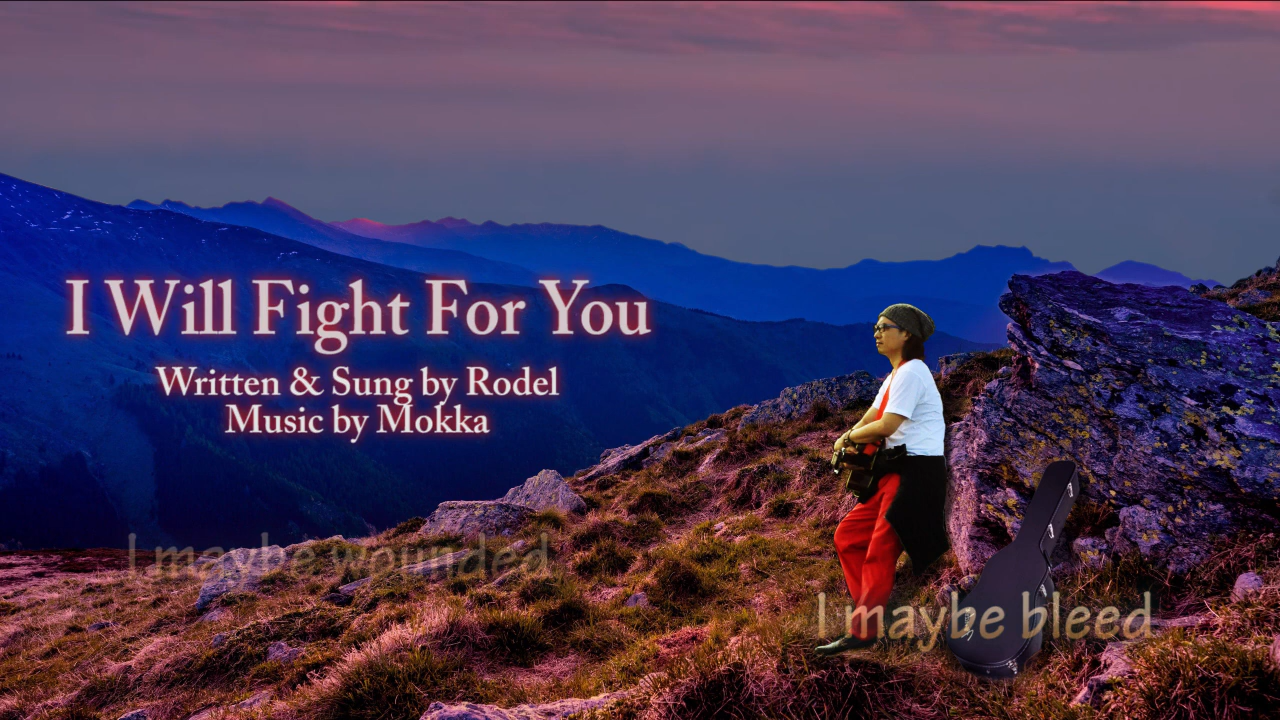 I Will Fight For You
Written & Sung by Rodel
Music by Mokka
I maybe wounded
I maybe bleed